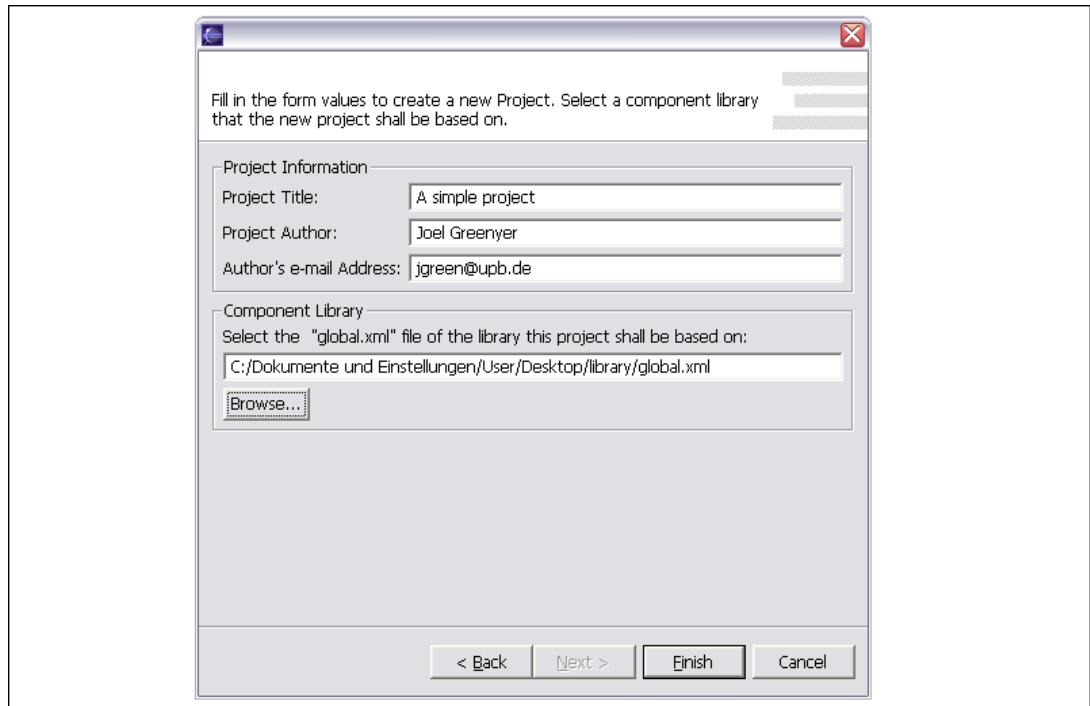 Fill in the form values to create a new Project. Select a component library
that the new project shall be based on.
Project Information
Project Title: A simple project
Project Author: Joel Greenyer
Author's e-mail Address: jgreen@upb.de
Component Library
Select the "global.xml" file of the library this project shall be based on:
C:/Dokumente und Einstellungen/User/Desktop/library/global.xml
Browse...
< Back Next > Finish Cancel